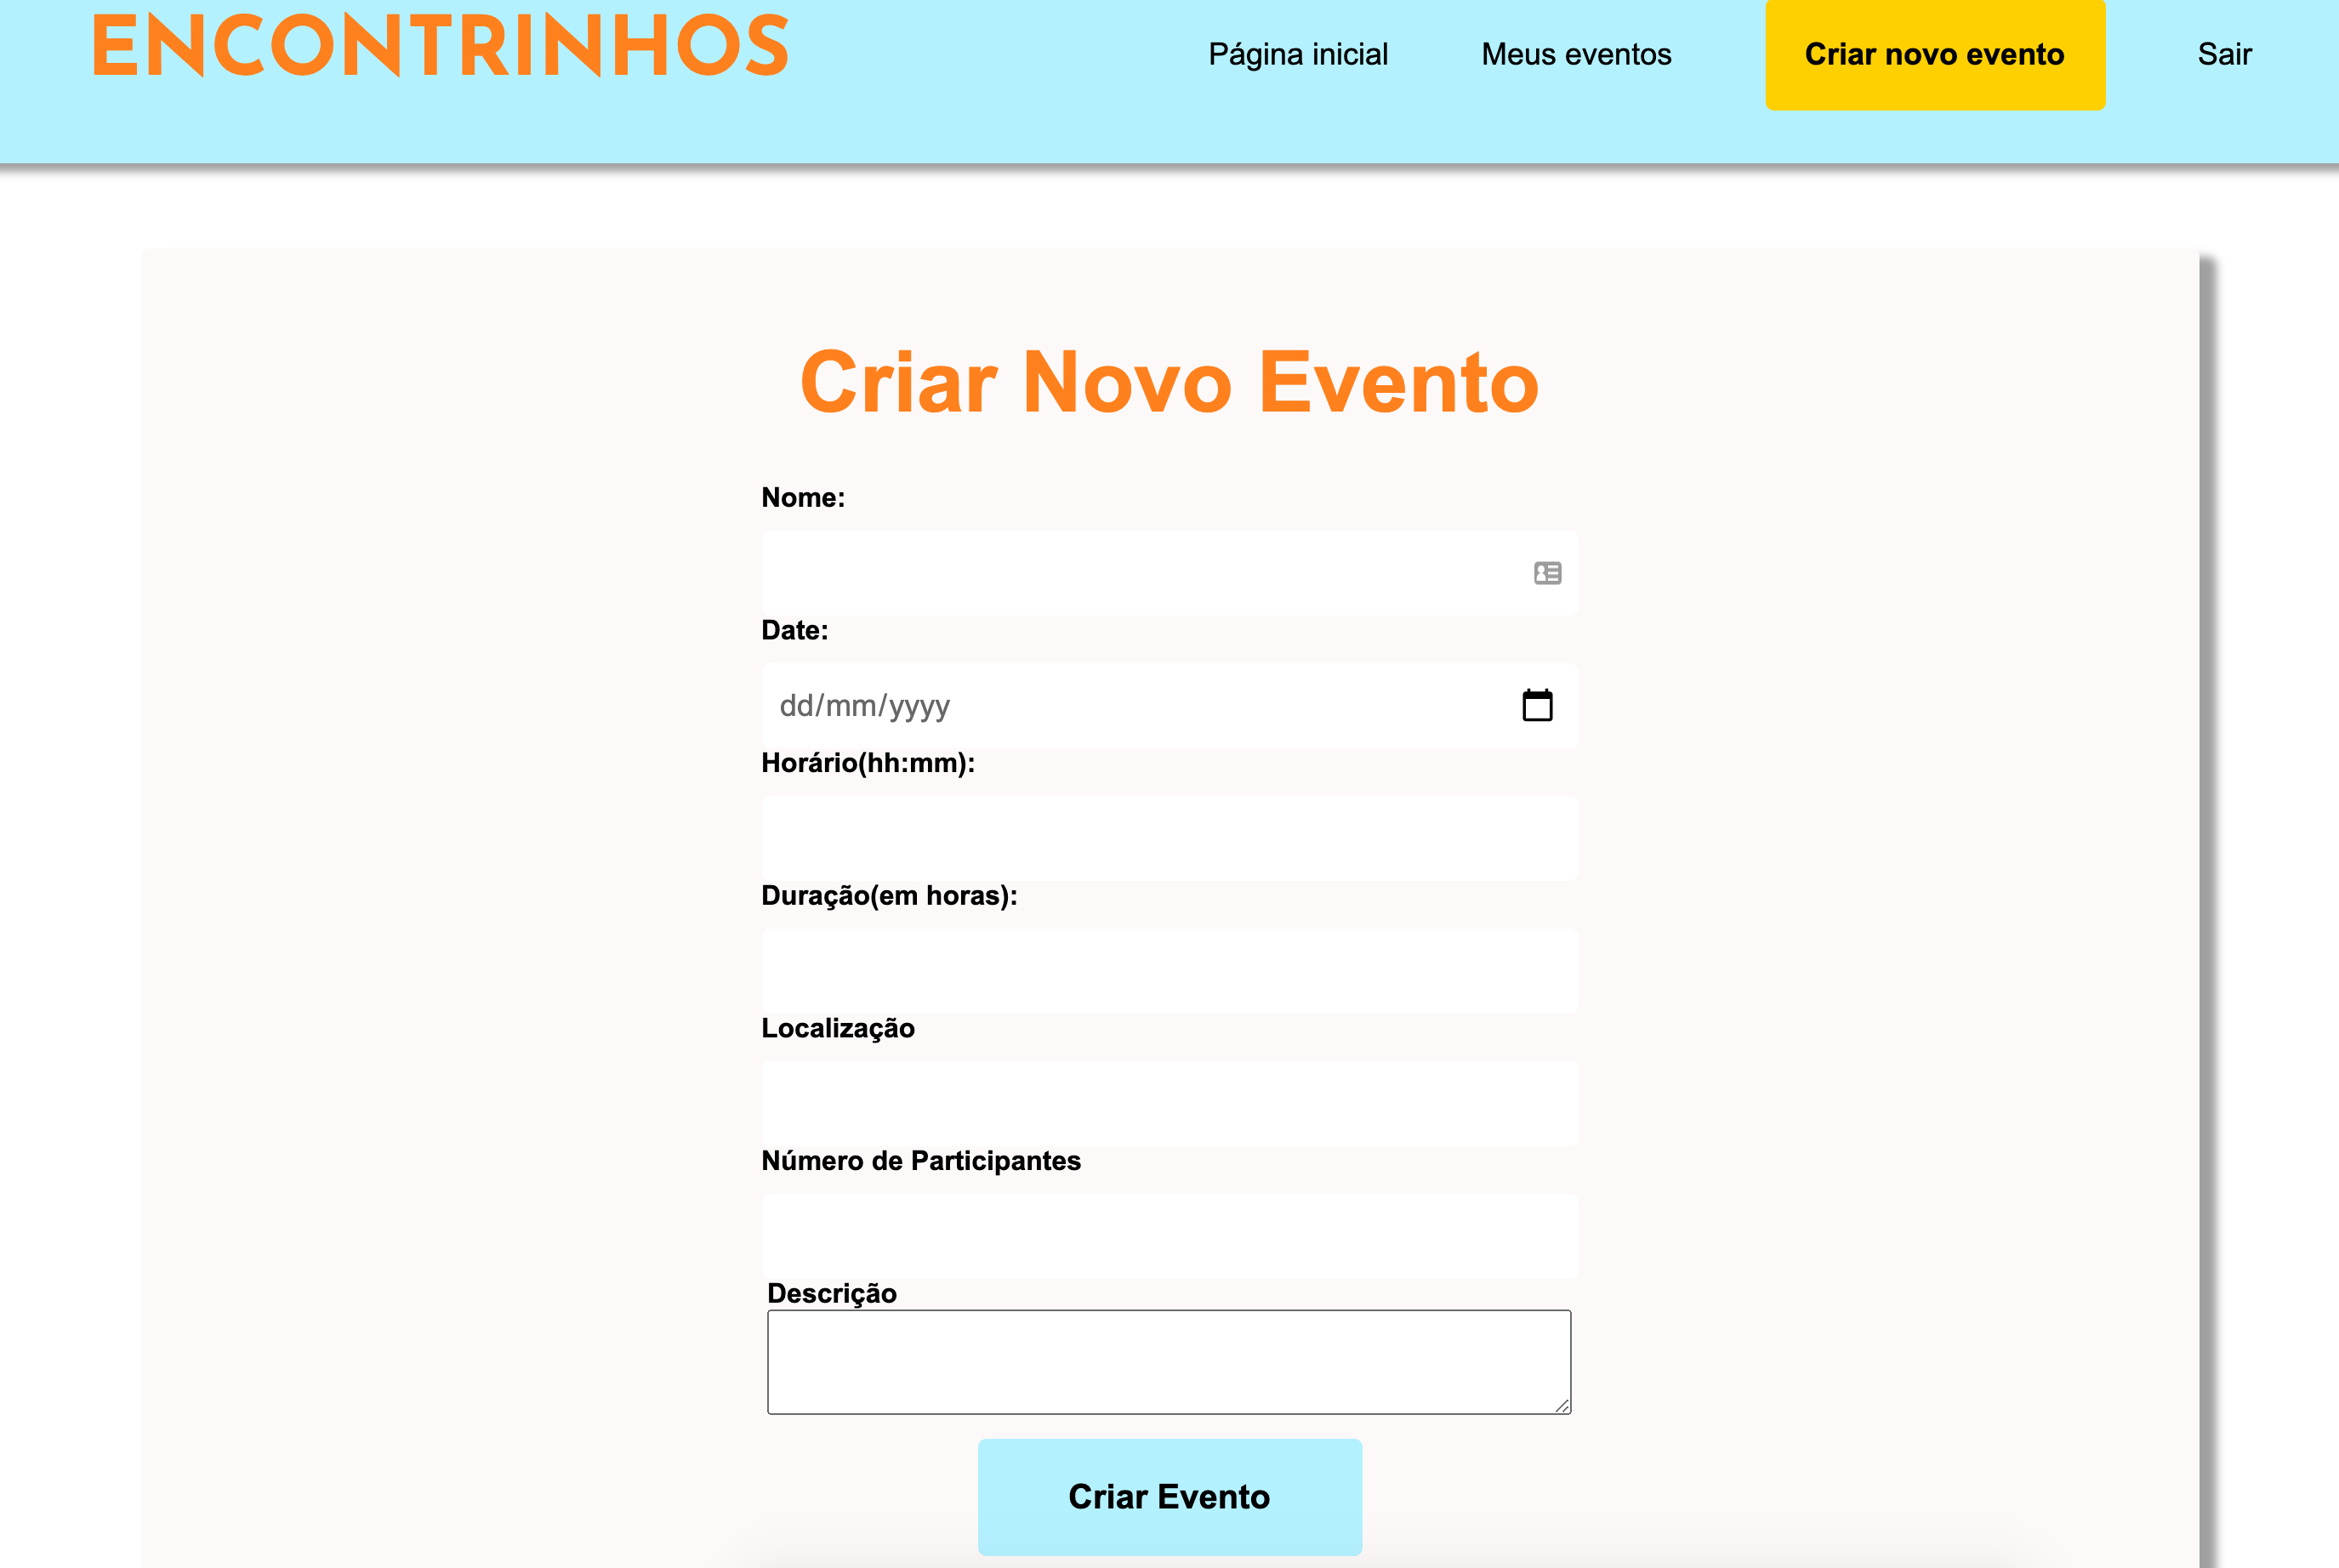 ENCONTRINHOS
Página inicial
Meus eventos
Criar novo evento
Sair
Criar Novo Evento
Nome:
Date:
dd/mm/yyyy
Horário(hh:mm):
Duração(em horas):
Localização
Número de Participantes
Descrição
Criar Evento